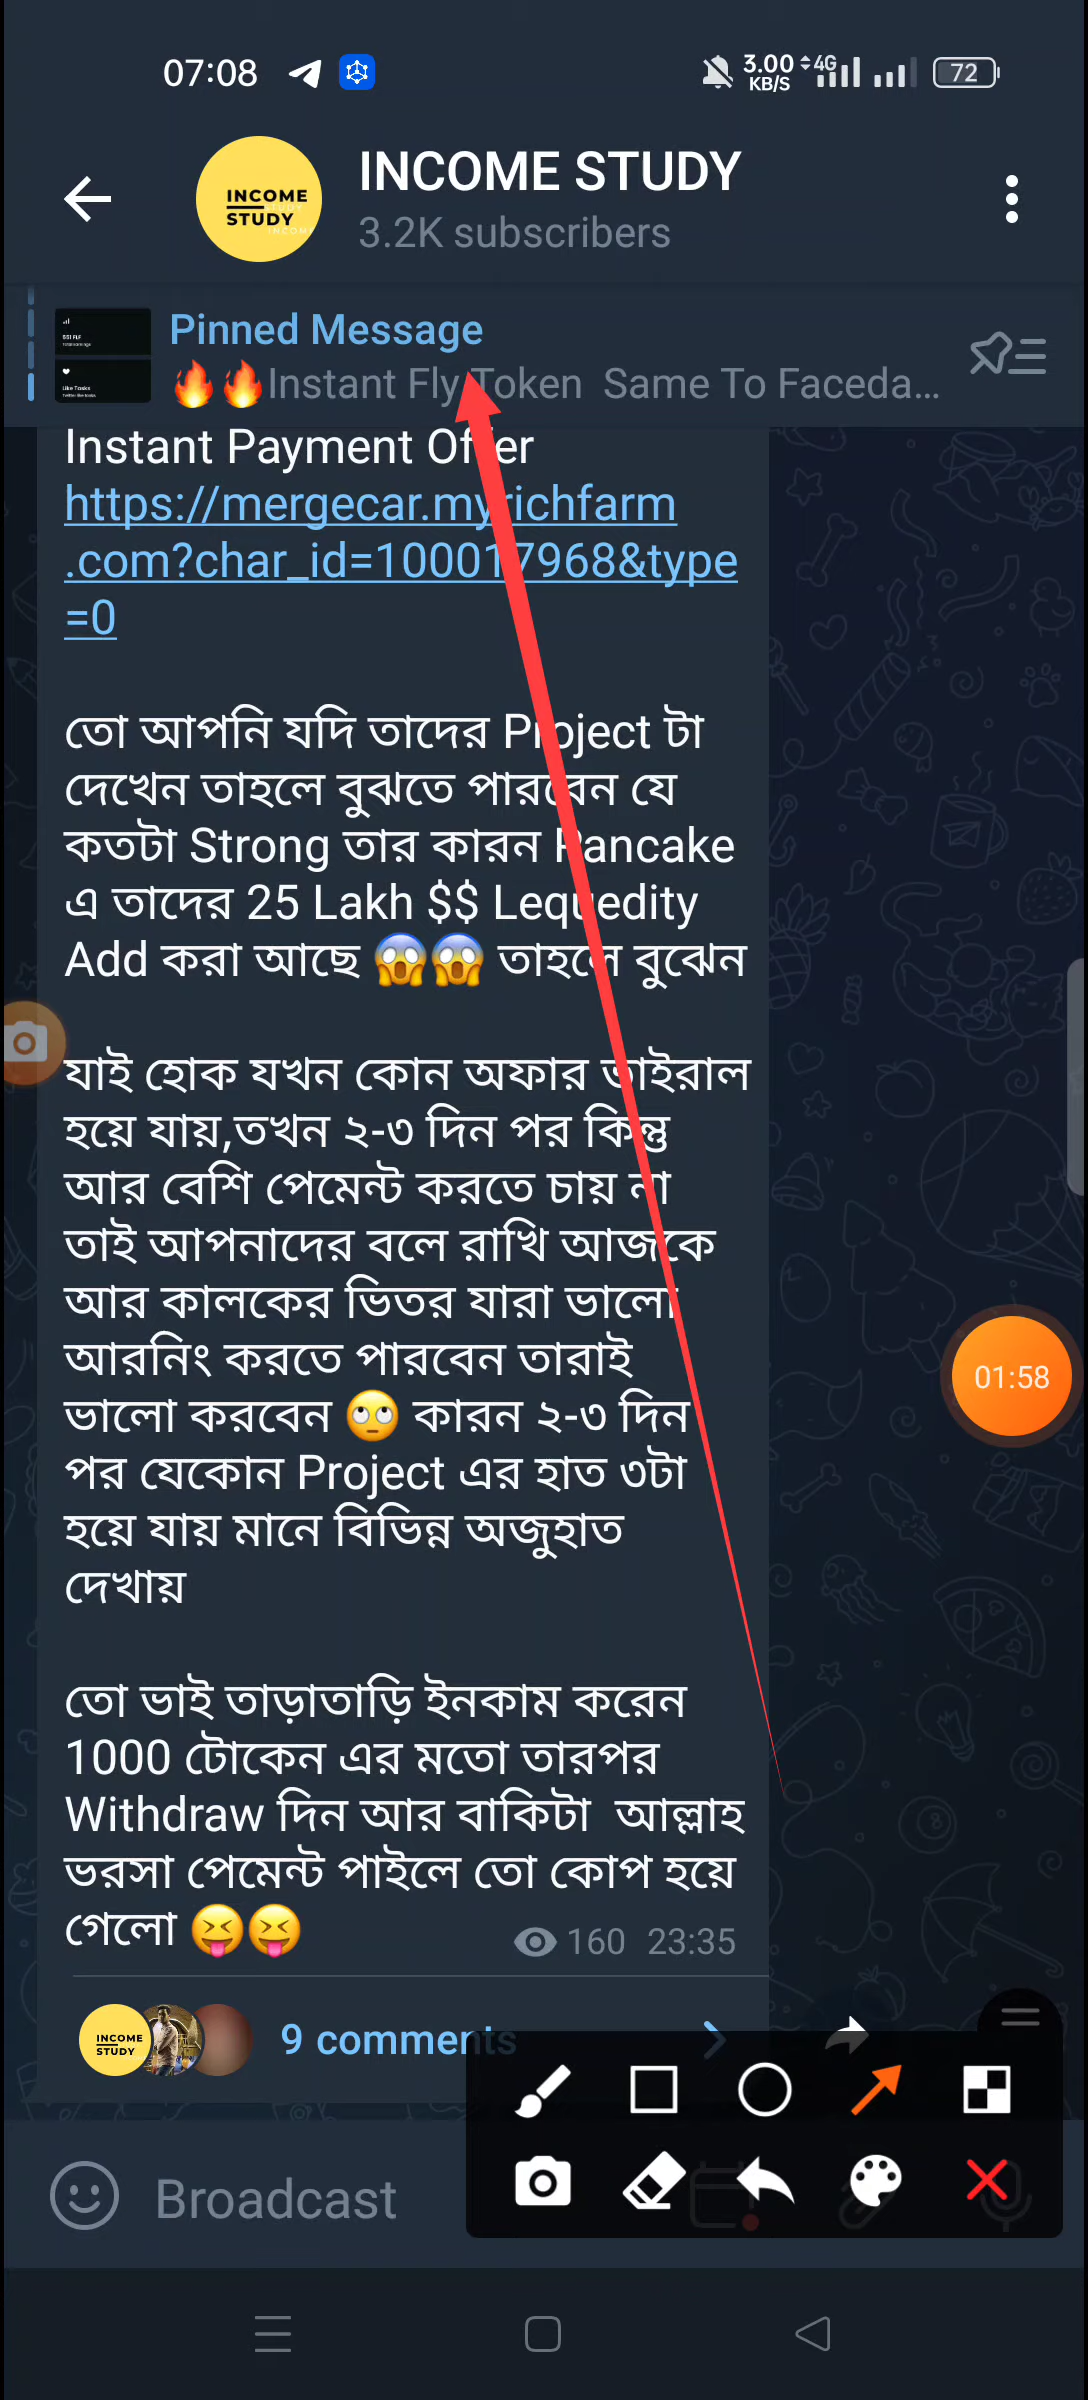 07:08
3.00 KB/S
4G
72
INCOME STUDY
INCOME STUDY
3.2K subscribers
Pinned Message
🔥🔥Instant Fly Token Same To Faceda...
Instant Payment Offer
https://mergecar.my-richfarm
.com?char_id=100017968&type
=0
তো আপনি যদি তাদের Project টা
দেখেন তাহলে বুঝতে পারবেন যে
কতটা Strong তার কারন Pancake
এ তাদের 25 Lakh $$ Lequedity
Add করা আছে 😱😱 তাহলে বুঝেন
যাই হোক যখন কোন অফার ভাইরাল
হয়ে যায়,তখন ২-৩ দিন পর কিন্তু
আর বেশি পেমেন্ট করতে চায় না
তাই আপনাদের বলে রাখি আজকে
আর কালকের ভিতর যারা ভালো
আরনিং করতে পারবেন তারাই
ভালো করবেন 🙄 কারন ২-৩ দিন
পর যেকোন Project এর হাত ৩টা
হয়ে যায় মানে বিভিন্ন অজুহাত
দেখায়
তো ভাই তাড়াতাড়ি ইনকাম করেন
1000 টোকেন এর মতো তারপর
Withdraw দিন আর বাকিটা আল্লাহ
ভরসা পেমেন্ট পাইলে তো কোপ হয়ে
গেলো 😝😝
160 23:35
01:58
INCOME STUDY
9 comments
Broadcast